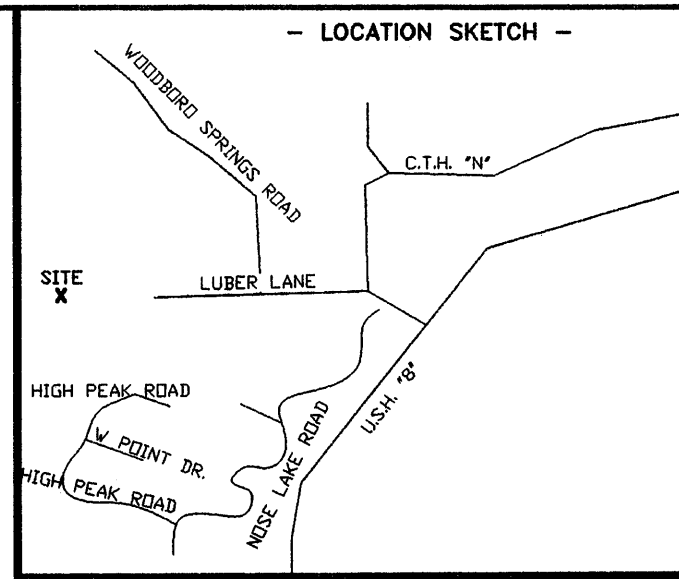 - LOCATION SKETCH -
WOODBORO SPRINGS ROAD
C.T.H. "N"
SITE
X
LUBER LANE
HIGH PEAK ROAD
W POINT DR.
HIGH PEAK ROAD
NOSE LAKE ROAD
U.S.H. "8"